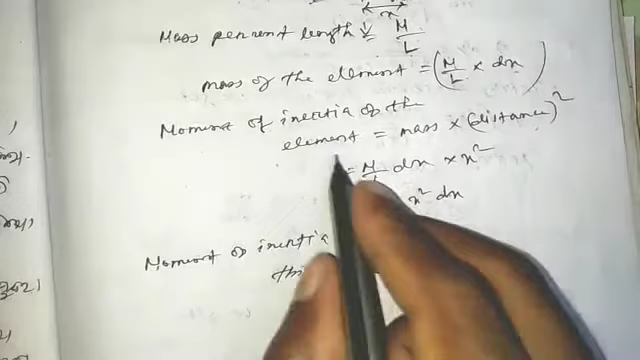 x
Mass per unit length is M/L
mass of the element = (M/L × dx)
Moment of inertia of the
element = mass × (distance)²
= M/L dx × x²
x² dx
Moment of inertia